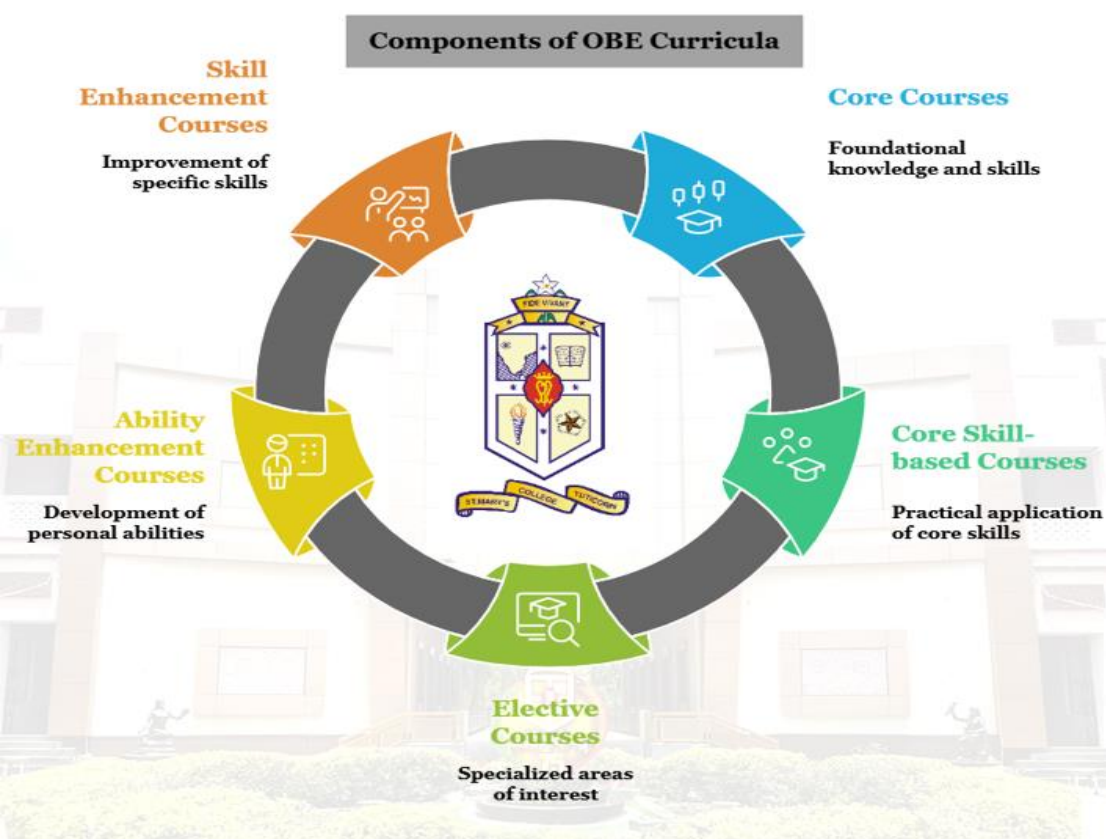 Components of OBE Curricula
Skill
Enhancement
Courses
Improvement of
specific skills
Core Courses
Foundational
knowledge and skills
FIDE VIVANT
ST.MARY'S
COLLEGE
TUTICORIN
Ability
Enhancement
Courses
Development of
personal abilities
Core Skill-
based Courses
Practical application
of core skills
Elective
Courses
Specialized areas
of interest